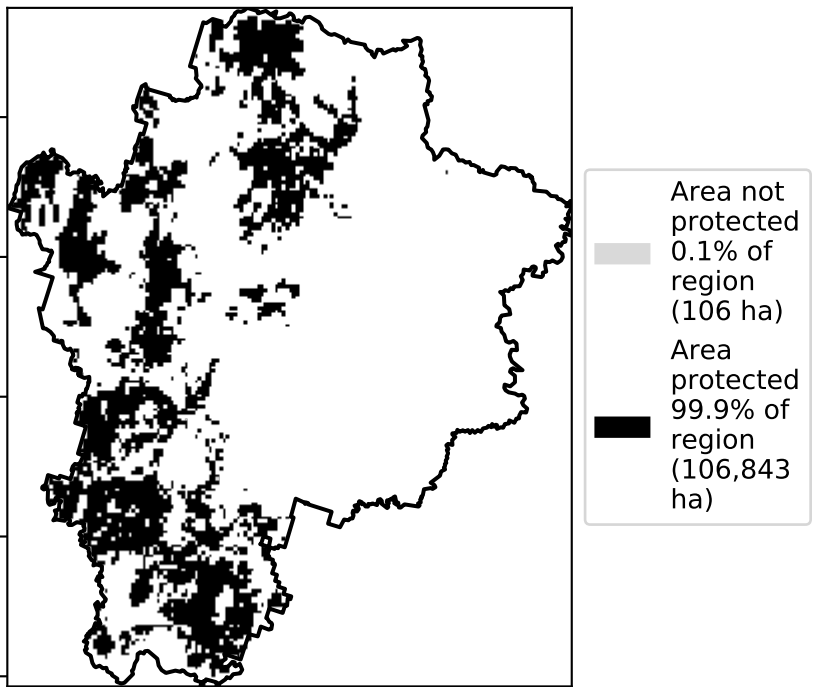 Area not
protected
0.1% of
region
(106 ha)
Area
protected
99.9% of
region
(106,843
ha)